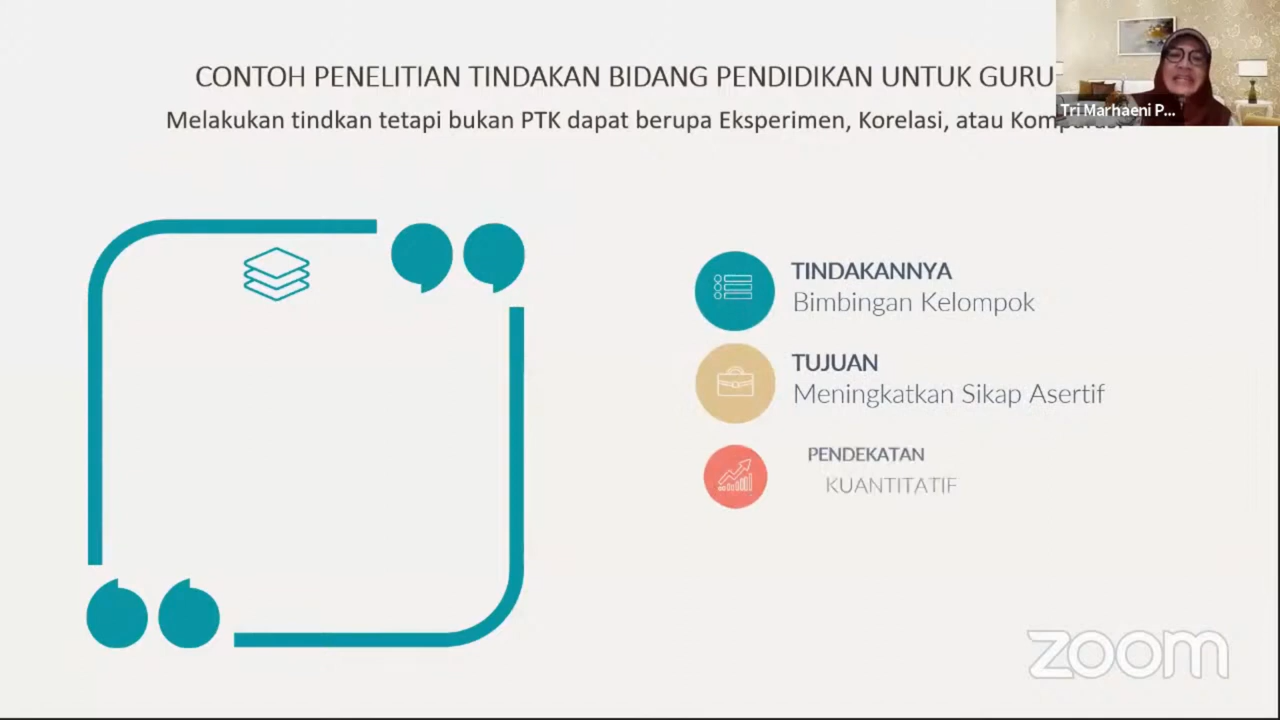 CONTOH PENELITIAN TINDAKAN BIDANG PENDIDIKAN UNTUK GURU
Melakukan tindkan tetapi bukan PTK dapat berupa Eksperimen, Korelasi, atau
Tri Marhaeni P...
TINDAKANNYA
Bimbingan Kelompok
TUJUAN
Meningkatkan Sikap Asertif
PENDEKATAN
KUANTITATIF
zoom